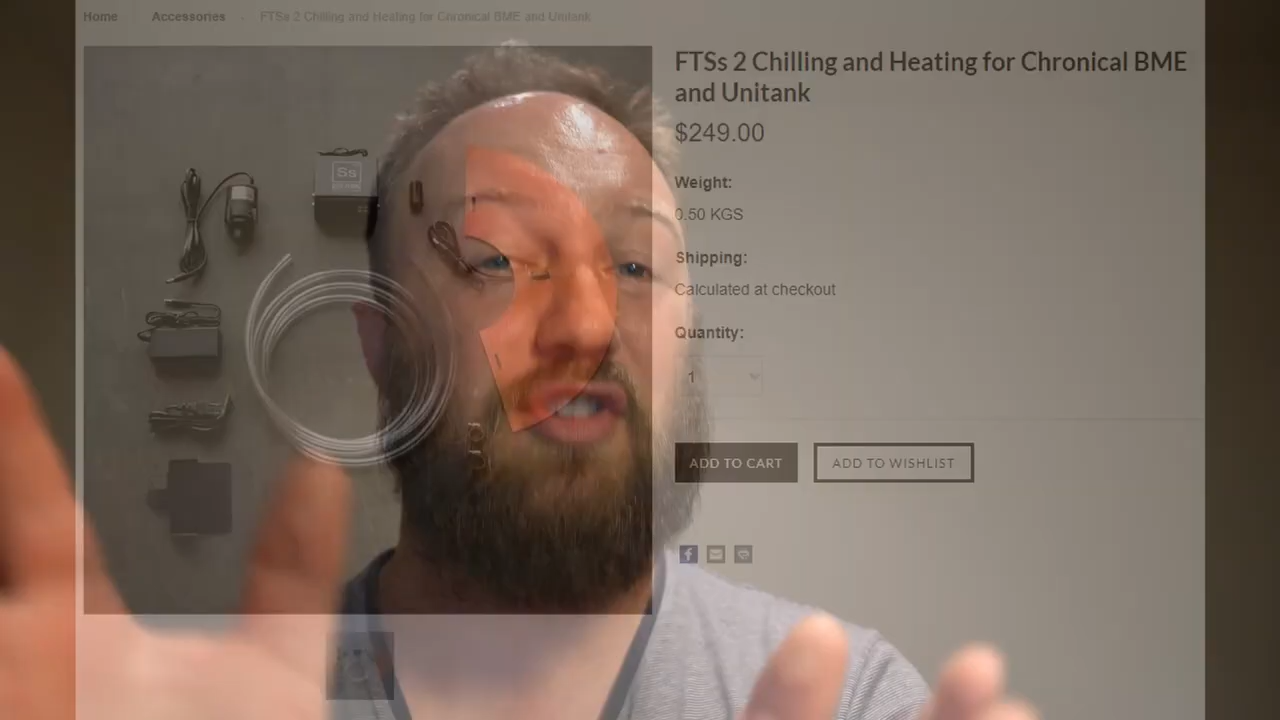 Home Accessories FTSs 2 Chilling and Heating for Chronical BME and Unitank
FTSs 2 Chilling and Heating for Chronical BME
and Unitank
$249.00
Weight:
0.50 KGS
Shipping:
Calculated at checkout
Quantity:
1
ADD TO CART
ADD TO WISHLIST
Ss